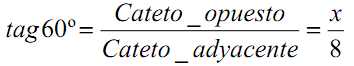 tag60º = Cateto_opuesto / Cateto_adyacente = x / 8